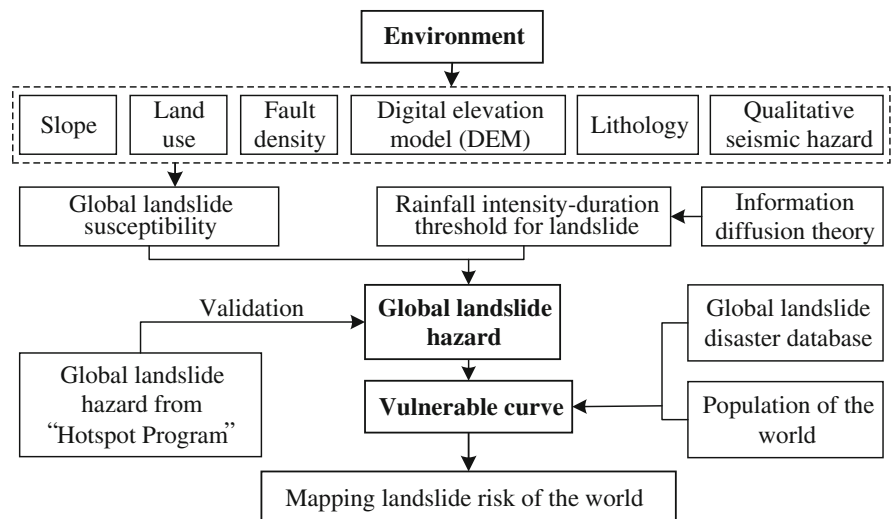 Environment
Slope
Land
use
Fault
density
Digital elevation
model (DEM)
Lithology
Qualitative
seismic hazard
Global landslide
susceptibility
Rainfall intensity-duration
threshold for landslide
Information
diffusion theory
Validation
Global landslide
hazard
Global landslide
disaster database
Global landslide
hazard from
“Hotspot Program”
Vulnerable curve
Population of the
world
Mapping landslide risk of the world